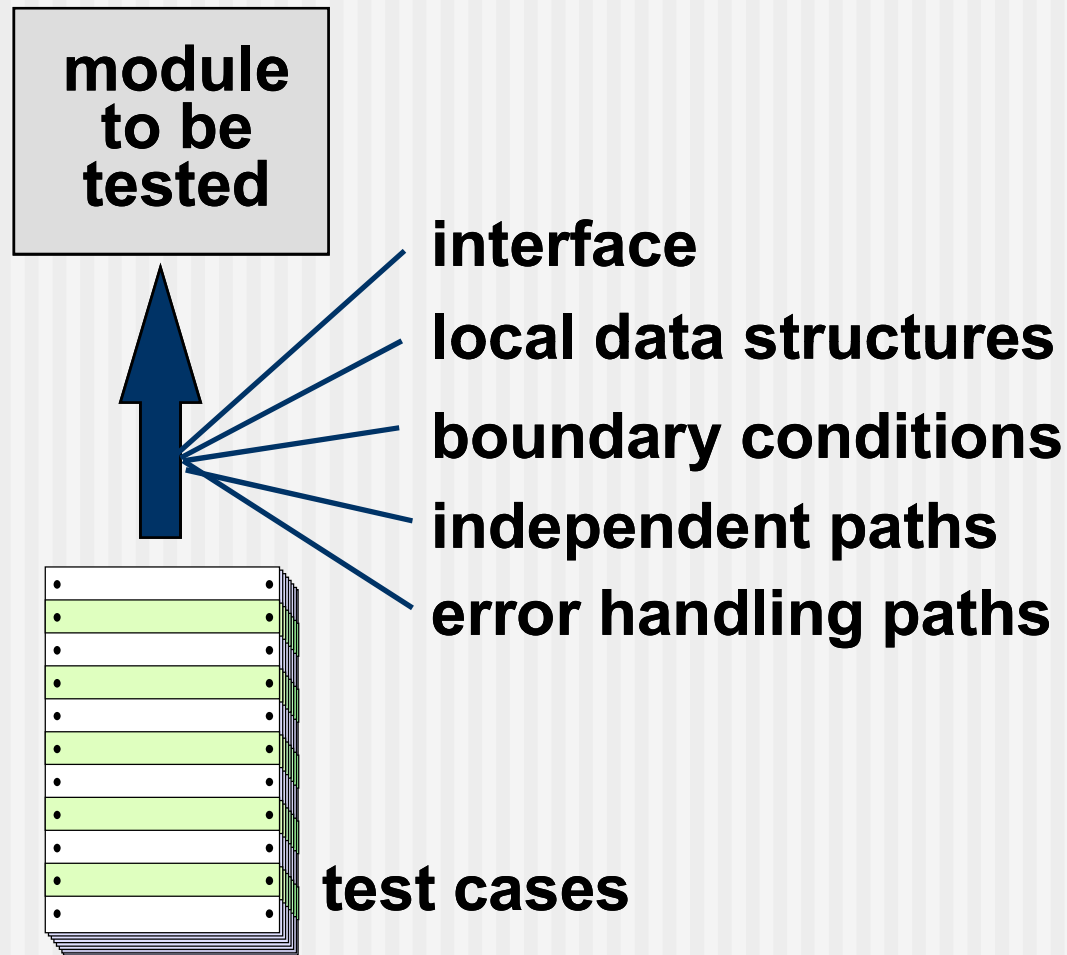 module
to be
tested
interface
local data structures
boundary conditions
independent paths
error handling paths
test cases